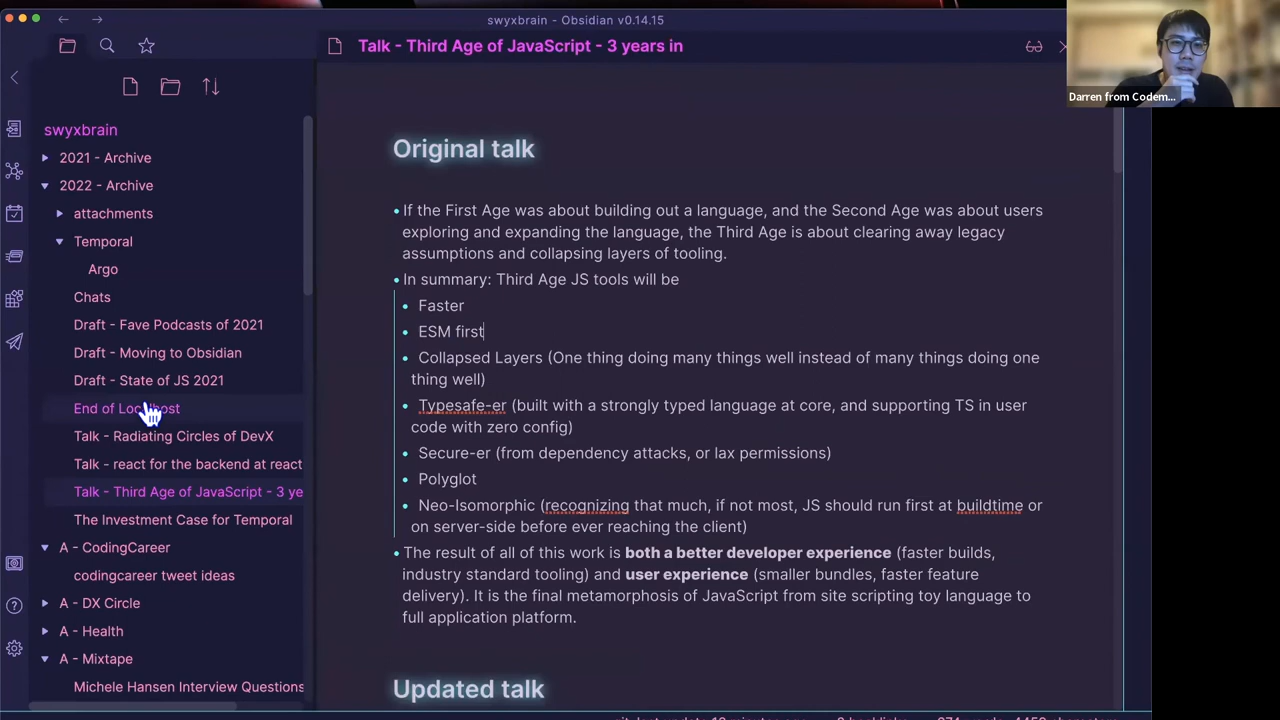 swyxbrain - Obsidian v0.14.15
Talk - Third Age of JavaScript - 3 years in
Darren from Codem...
swyxbrain
2021 - Archive
2022 - Archive
attachments
Temporal
Argo
Chats
Draft - Fave Podcasts of 2021
Draft - Moving to Obsidian
Draft - State of JS 2021
End of Localhost
Talk - Radiating Circles of DevX
Talk - react for the backend at react
Talk - Third Age of JavaScript - 3 ye
The Investment Case for Temporal
A - CodingCareer
codingcareer tweet ideas
A - DX Circle
A - Health
A - Mixtape
Michele Hansen Interview Questions
Original talk
If the First Age was about building out a language, and the Second Age was about users
exploring and expanding the language, the Third Age is about clearing away legacy
assumptions and collapsing layers of tooling.
In summary: Third Age JS tools will be
Faster
ESM first
Collapsed Layers (One thing doing many things well instead of many things doing one
thing well)
Typesafe-er (built with a strongly typed language at core, and supporting TS in user
code with zero config)
Secure-er (from dependency attacks, or lax permissions)
Polyglot
Neo-Isomorphic (recognizing that much, if not most, JS should run first at buildtime or
on server-side before ever reaching the client)
The result of all of this work is both a better developer experience (faster builds,
industry standard tooling) and user experience (smaller bundles, faster feature
delivery). It is the final metamorphosis of JavaScript from site scripting toy language to
full application platform.
Updated talk